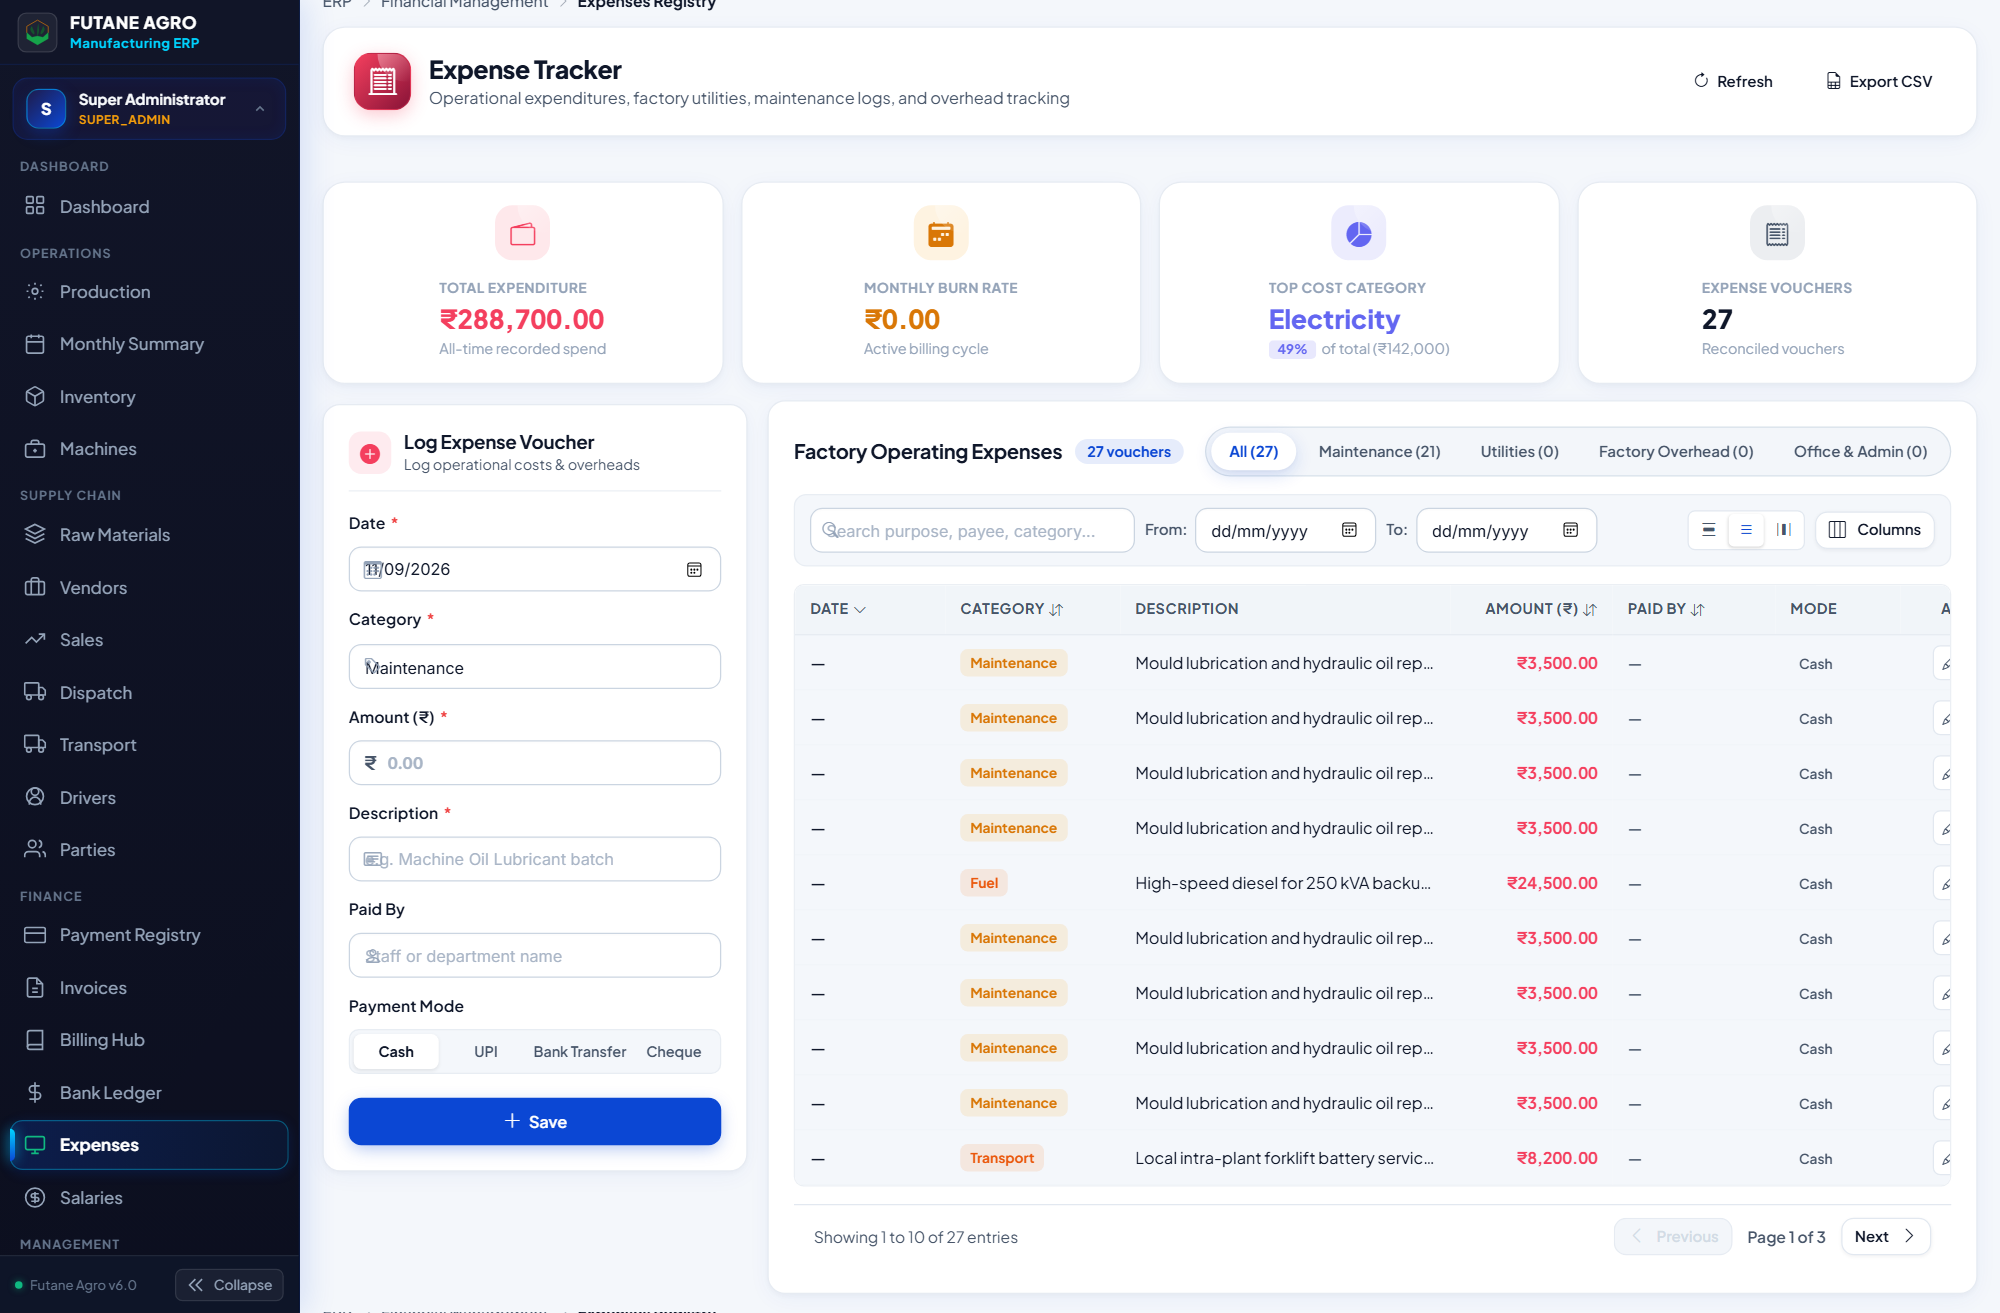 FUTANE AGRO
Manufacturing ERP
S
Super Administrator
SUPER_ADMIN
DASHBOARD
Dashboard
OPERATIONS
Production
Monthly Summary
Inventory
Machines
SUPPLY CHAIN
Raw Materials
Vendors
Sales
Dispatch
Transport
Drivers
Parties
FINANCE
Payment Registry
Invoices
Billing Hub
Bank Ledger
Expenses
Salaries
MANAGEMENT
Futane Agro v6.0
Collapse
ERP > Financial Management > Expenses Registry
Expense Tracker
Operational expenditures, factory utilities, maintenance logs, and overhead tracking
Refresh
Export CSV
TOTAL EXPENDITURE
₹288,700.00
All-time recorded spend
MONTHLY BURN RATE
₹0.00
Active billing cycle
TOP COST CATEGORY
Electricity
49% of total (₹142,000)
EXPENSE VOUCHERS
27
Reconciled vouchers
Log Expense Voucher
Log operational costs & overheads
Date *
/09/2026
Category *
Maintenance
Amount (₹) *
₹ 0.00
Description *
e.g. Machine Oil Lubricant batch
Paid By
Staff or department name
Payment Mode
Cash UPI Bank Transfer Cheque
+ Save
Factory Operating Expenses 27 vouchers All (27) Maintenance (21) Utilities (0) Factory Overhead (0) Office & Admin (0)
Search purpose, payee, category... From: dd/mm/yyyy To: dd/mm/yyyy Columns
DATE CATEGORY DESCRIPTION AMOUNT (₹) PAID BY MODE A
— Maintenance Mould lubrication and hydraulic oil rep... ₹3,500.00 — Cash
— Maintenance Mould lubrication and hydraulic oil rep... ₹3,500.00 — Cash
— Maintenance Mould lubrication and hydraulic oil rep... ₹3,500.00 — Cash
— Maintenance Mould lubrication and hydraulic oil rep... ₹3,500.00 — Cash
— Fuel High-speed diesel for 250 kVA backu... ₹24,500.00 — Cash
— Maintenance Mould lubrication and hydraulic oil rep... ₹3,500.00 — Cash
— Maintenance Mould lubrication and hydraulic oil rep... ₹3,500.00 — Cash
— Maintenance Mould lubrication and hydraulic oil rep... ₹3,500.00 — Cash
— Maintenance Mould lubrication and hydraulic oil rep... ₹3,500.00 — Cash
— Transport Local intra-plant forklift battery servic... ₹8,200.00 — Cash
Showing 1 to 10 of 27 entries
Previous Page 1 of 3 Next